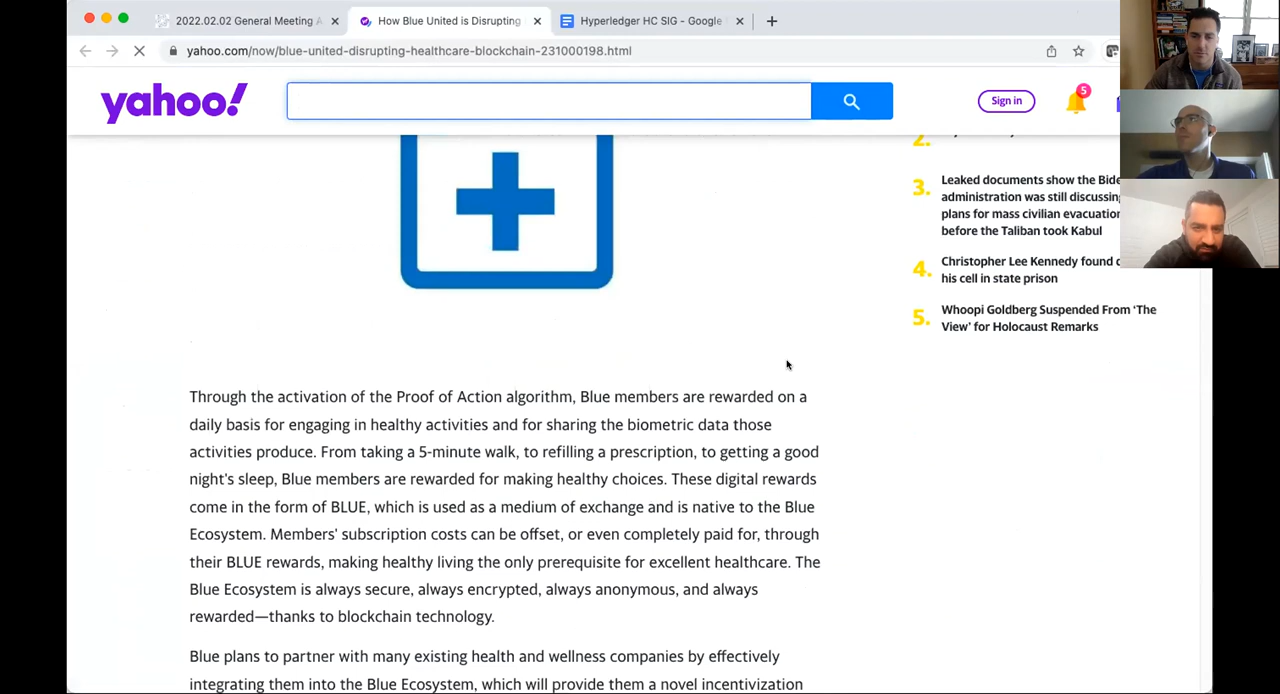 2022.02.02 General Meeting
How Blue United is Disrupting
Hyperledger HC SIG - Google
yahoo.com/now/blue-united-disrupting-healthcare-blockchain-231000198.html
yahoo!
Sign in
5
2.
3. Leaked documents show the
administration was still discussing
plans for mass civilian evacuation
before the Taliban took Kabul
4. Christopher Lee Kennedy found
his cell in state prison
5. Whoopi Goldberg Suspended From ‘The
View’ for Holocaust Remarks
Through the activation of the Proof of Action algorithm, Blue members are rewarded on a
daily basis for engaging in healthy activities and for sharing the biometric data those
activities produce. From taking a 5-minute walk, to refilling a prescription, to getting a good
night's sleep, Blue members are rewarded for making healthy choices. These digital rewards
come in the form of BLUE, which is used as a medium of exchange and is native to the Blue
Ecosystem. Members' subscription costs can be offset, or even completely paid for, through
their BLUE rewards, making healthy living the only prerequisite for excellent healthcare. The
Blue Ecosystem is always secure, always encrypted, always anonymous, and always
rewarded—thanks to blockchain technology.
Blue plans to partner with many existing health and wellness companies by effectively
integrating them into the Blue Ecosystem, which will provide them a novel incentivization